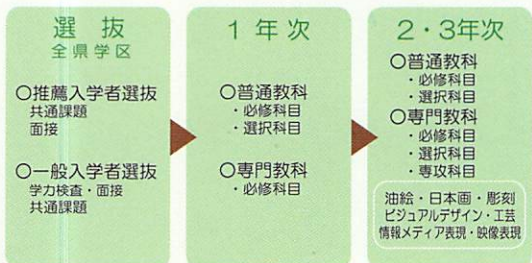 選抜
全県学区
〇推薦入学者選抜
共通課題
面接
〇一般入学者選抜
学力検査・面接
共通課題
1年次
〇普通教科
・必修科目
・選択科目
〇専門教科
・必修科目
2・3年次
〇普通教科
・必修科目
・選択科目
〇専門教科
・必修科目
・選択科目
・専攻科目
油絵・日本画・彫刻
ビジュアルデザイン・工芸
情報メディア表現・映像表現